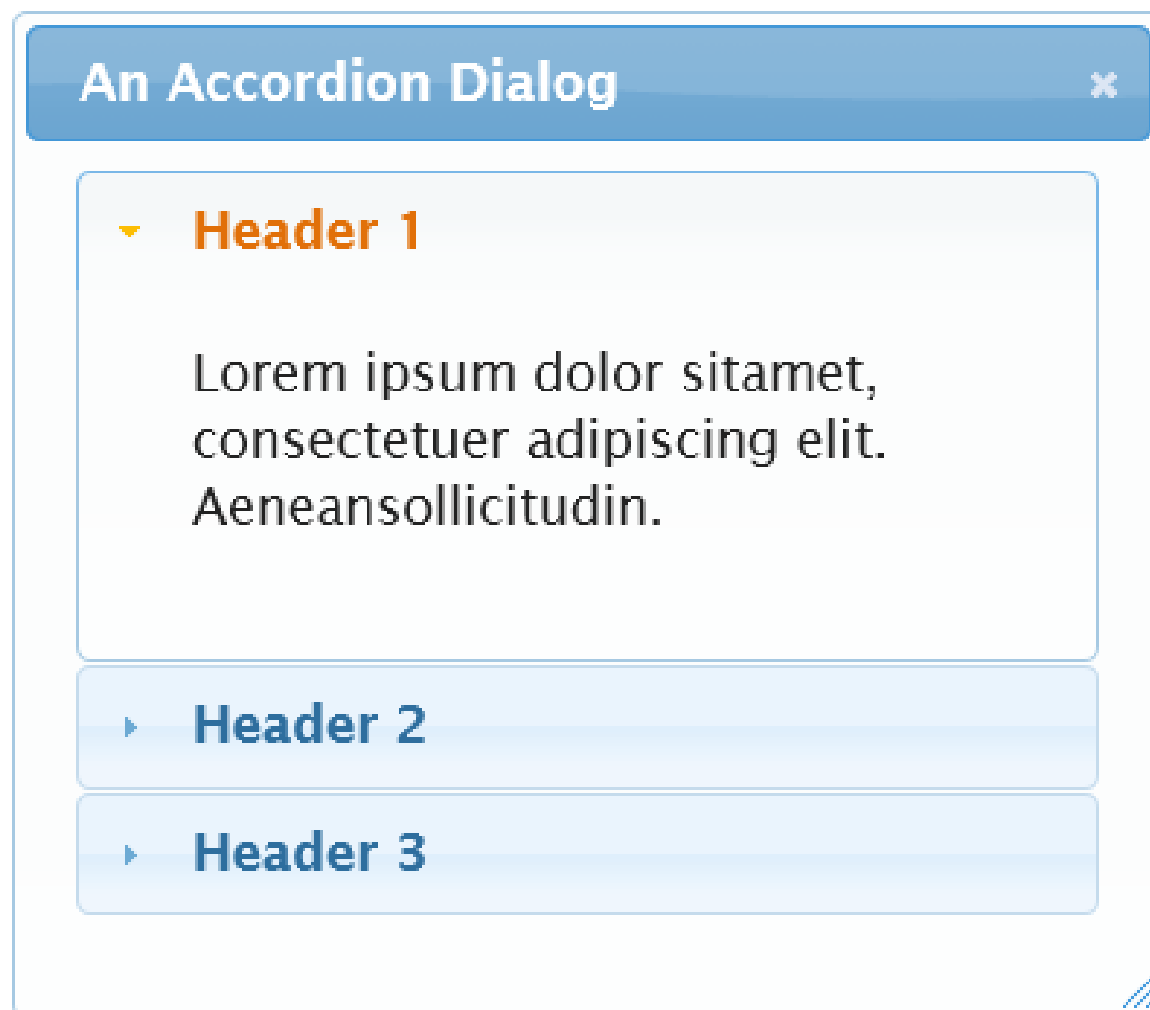 An Accordion Dialog
Header 1
Lorem ipsum dolor sitamet,
consectetuer adipiscing elit.
Aeneansollicitudin.
Header 2
Header 3